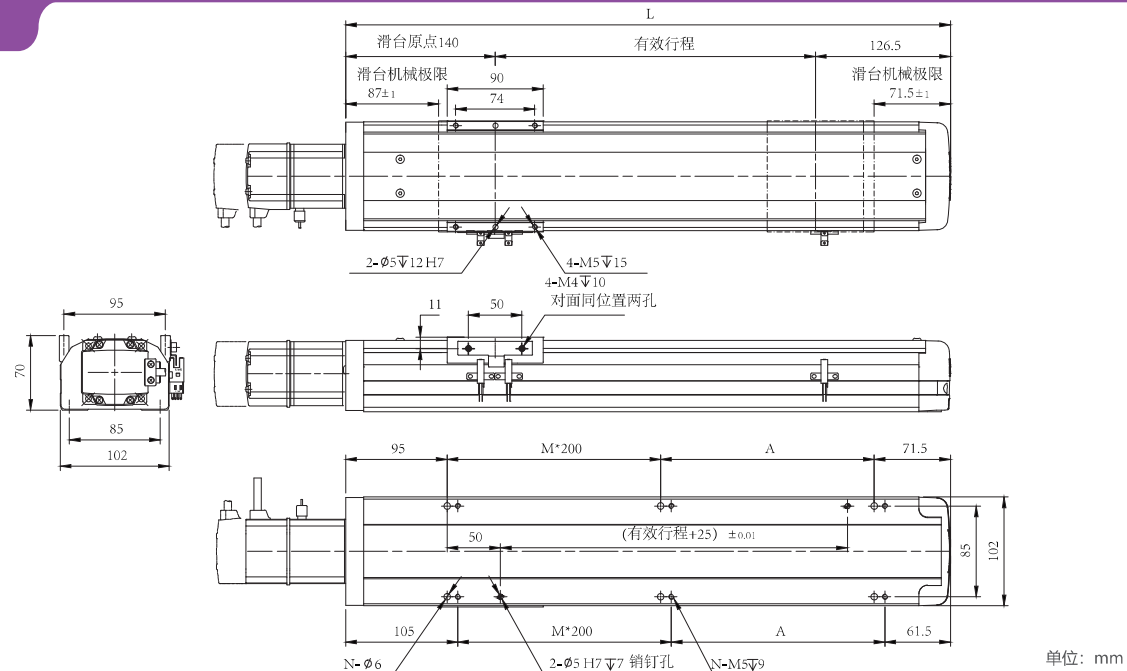 L
滑台原点140
有效行程
126.5
滑台机械极限
90
滑台机械极限
87±1
74
71.5±1
2-Ø5↧12H7
4-M5↧15
4-M4↧10
对面同位置两孔
11
50
95
70
85
102
95
M*200
A
71.5
50
(有效行程+25) ±0.01
85
102
105
M*200
A
61.5
N-Ø6
2-Ø5 H7↧7 销钉孔
N-M5↧9
单位：mm